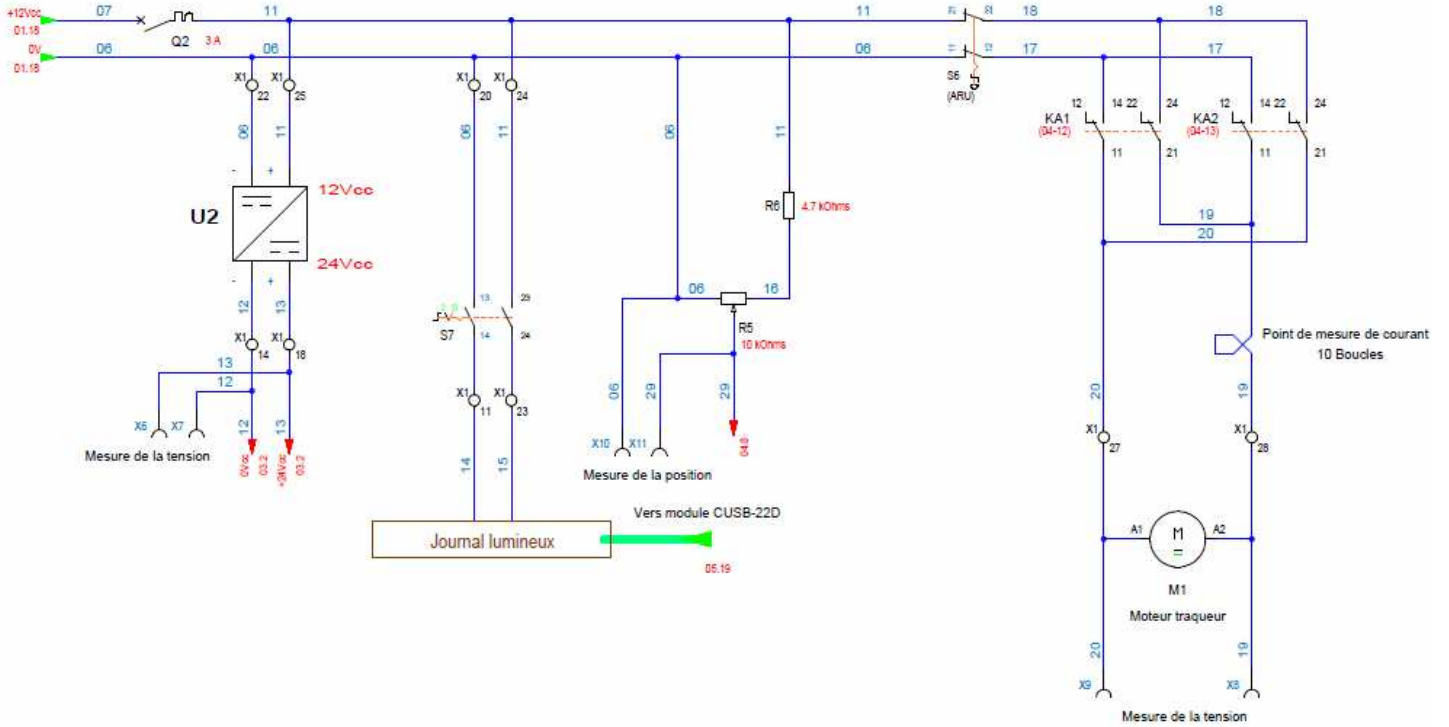 +12Vcc 07 11 11 18 18
01.18
Q2 3 A
0V 06 06 06 17 17
01.18
S6
(ARU)
X1 22 X1 25 X1 20 X1 24
12 14 22 24 12 14 22 24
KA1
(04-12)
KA2
(04-13)
11 21 11 21
06 11 06 11 06 11
- +
12Vcc
U2
24Vcc
- +
R6 4.7 kOhms
19
20
12 13
13 23
S7
14 24
06 16
R5
10 kOhms
Point de mesure de courant
10 Boucles
X1 14 X1 18
13
12
X1 11 X1 23
06 29 29
20 19
X6 X7
12 13
Mesure de la tension
0Vcc 03.2
+24Vcc 03.2
X10 X11
Mesure de la position
X1 27 X1 28
14 15
Vers module CUSB-22D
Journal lumineux
05.19
A1 M A2
=
M1
Moteur traqueur
20 19
X9 X8
Mesure de la tension